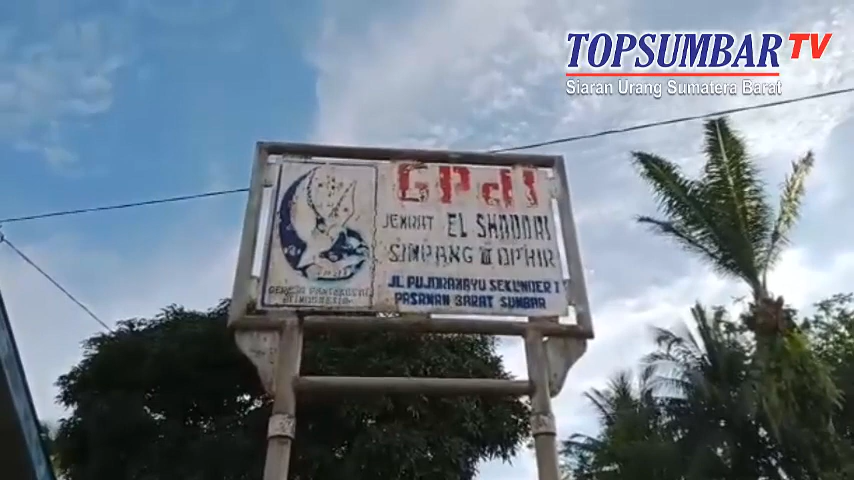 TOPSUMBAR TV
Siaran Urang Sumatera Barat
GPdI
JEMAAT EL SHADDAI
SIMPANG III OPHIR
GEREJA PANTEKOSTA
DI INDONESIA
JL PUJORAHAYU SEKUNDER I
PASAMAN BARAT SUMBAR